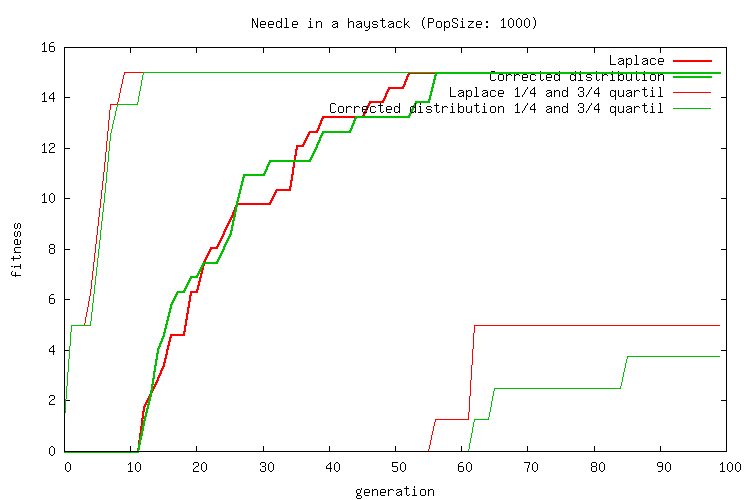 Needle in a haystack (PopSize: 1000)
16
Laplace
Corrected distribution
14
Laplace 1/4 and 3/4 quartil
Corrected distribution 1/4 and 3/4 quartil
12
10
fitness
8
6
4
2
0
0 10 20 30 40 50 60 70 80 90 100
generation